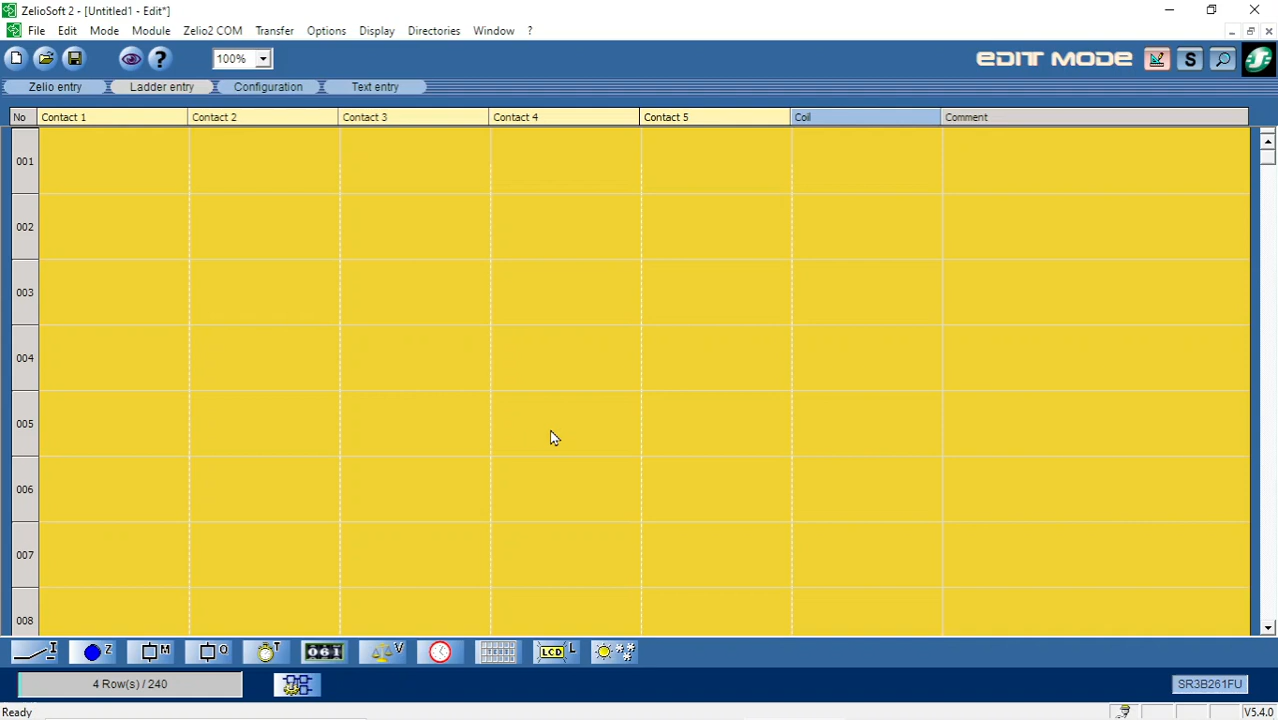 ZelioSoft 2 - [Untitled1 - Edit*]
File Edit Mode Module Zelio2 COM Transfer Options Display Directories Window ?
100% EDIT MODE S
Zelio entry Ladder entry Configuration Text entry
No Contact 1 Contact 2 Contact 3 Contact 4 Contact 5 Coil Comment
001
002
003
004
005
006
007
008
I Z M O T 061 V LCD L
4 Row(s) / 240 SR3B261FU
Ready V5.4.0